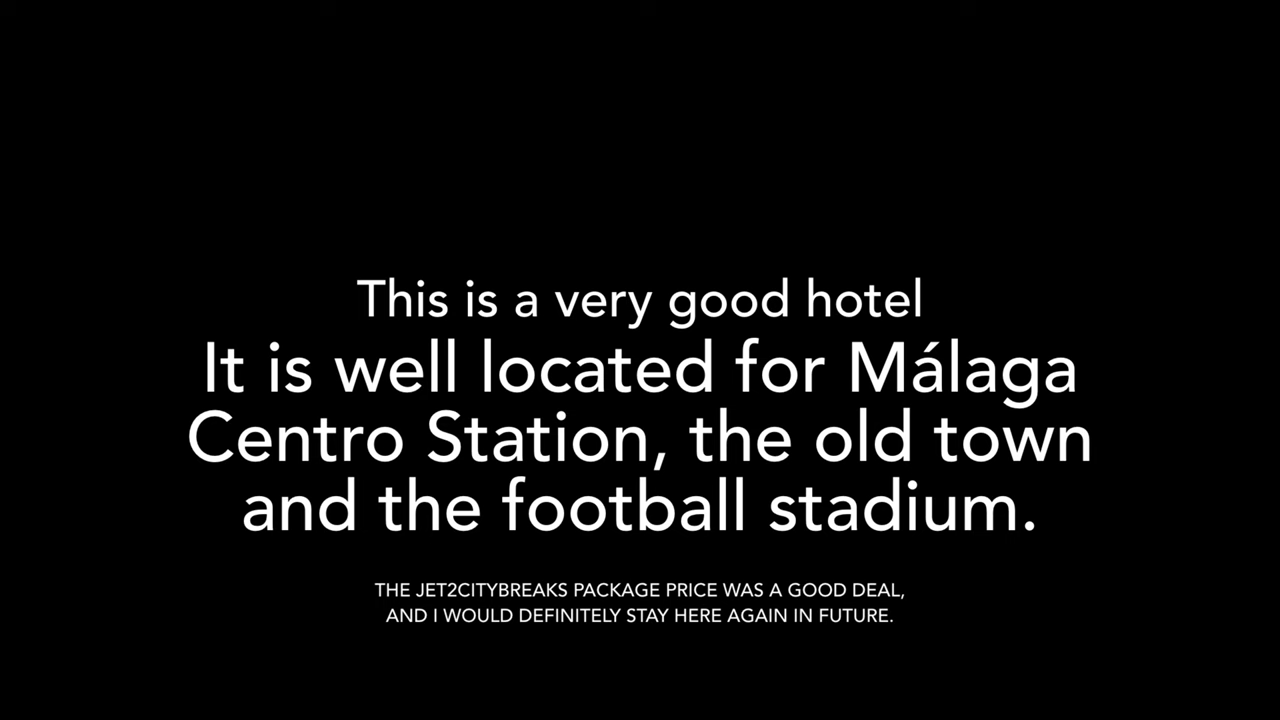 This is a very good hotel
It is well located for Málaga
Centro Station, the old town
and the football stadium.
THE JET2CITYBREAKS PACKAGE PRICE WAS A GOOD DEAL,
AND I WOULD DEFINITELY STAY HERE AGAIN IN FUTURE.